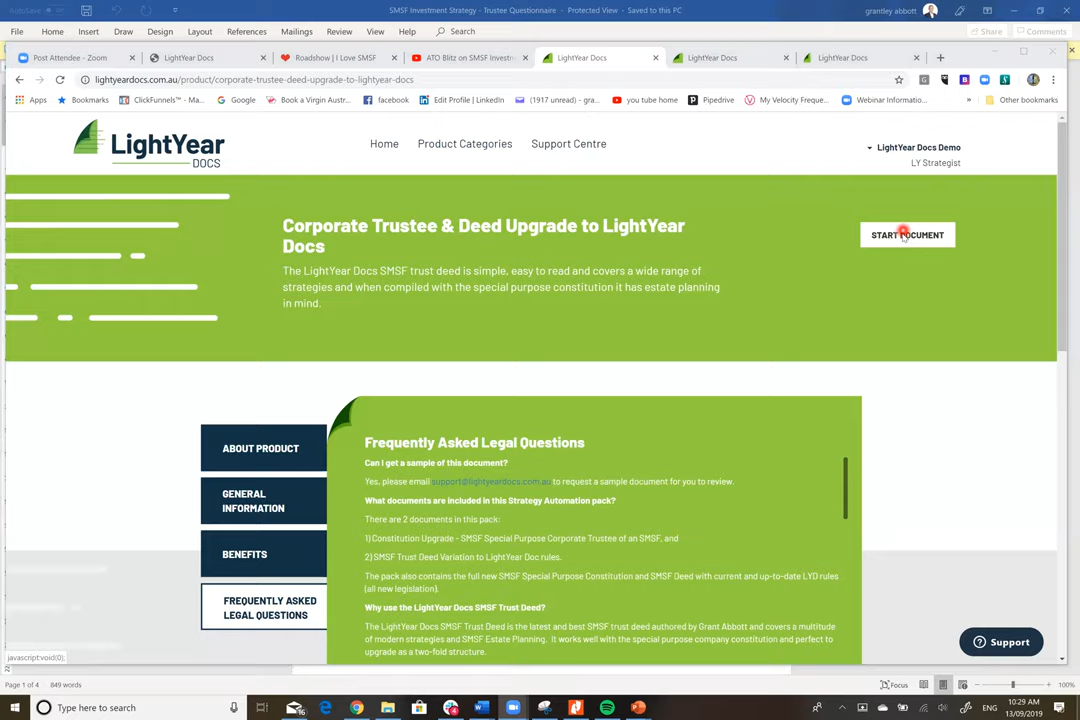 AutoSave
SMSF Investment Strategy - Trustee Questionnaire - Protected View - Saved to this PC
grantley abbott
File Home Insert Draw Design Layout References Mailings Review View Help Search
Share Comments
Post Attendee - Zoom
LightYear Docs
Roadshow | I Love SMSF
ATO Blitz on SMSF Investm
LightYear Docs
LightYear Docs
LightYear Docs
lightyeardocs.com.au/product/corporate-trustee-deed-upgrade-to-lightyear-docs
Apps Bookmarks ClickFunnels™ - Ma... Google Book a Virgin Austr... facebook Edit Profile | LinkedIn (1917 unread) - gra... you tube home Pipedrive My Velocity Freque... Webinar Informatio... » Other bookmarks
LightYear
DOCS
Home Product Categories Support Centre
LightYear Docs Demo
LY Strategist
Corporate Trustee & Deed Upgrade to LightYear
Docs
START DOCUMENT
The LightYear Docs SMSF trust deed is simple, easy to read and covers a wide range of
strategies and when compiled with the special purpose constitution it has estate planning
in mind.
ABOUT PRODUCT
GENERAL
INFORMATION
BENEFITS
FREQUENTLY ASKED
LEGAL QUESTIONS
Frequently Asked Legal Questions
Can I get a sample of this document?
Yes, please email support@lightyeardocs.com.au to request a sample document for you to review.
What documents are included in this Strategy Automation pack?
There are 2 documents in this pack:
1) Constitution Upgrade - SMSF Special Purpose Corporate Trustee of an SMSF, and
2) SMSF Trust Deed Variation to LightYear Doc rules.
The pack also contains the full new SMSF Special Purpose Constitution and SMSF Deed with current and up-to-date LYD rules
(all new legislation).
Why use the LightYear Docs SMSF Trust Deed?
The LightYear Docs SMSF Trust Deed is the latest and best SMSF trust deed authored by Grant Abbott and covers a multitude
of modern strategies and SMSF Estate Planning. It works well with the special purpose company constitution and perfect to
upgrade as a two-fold structure.
Support
javascript:void(0);
Page 1 of 4 849 words
Focus
100%
Type here to search
16
10:29 AM
13/09/2019